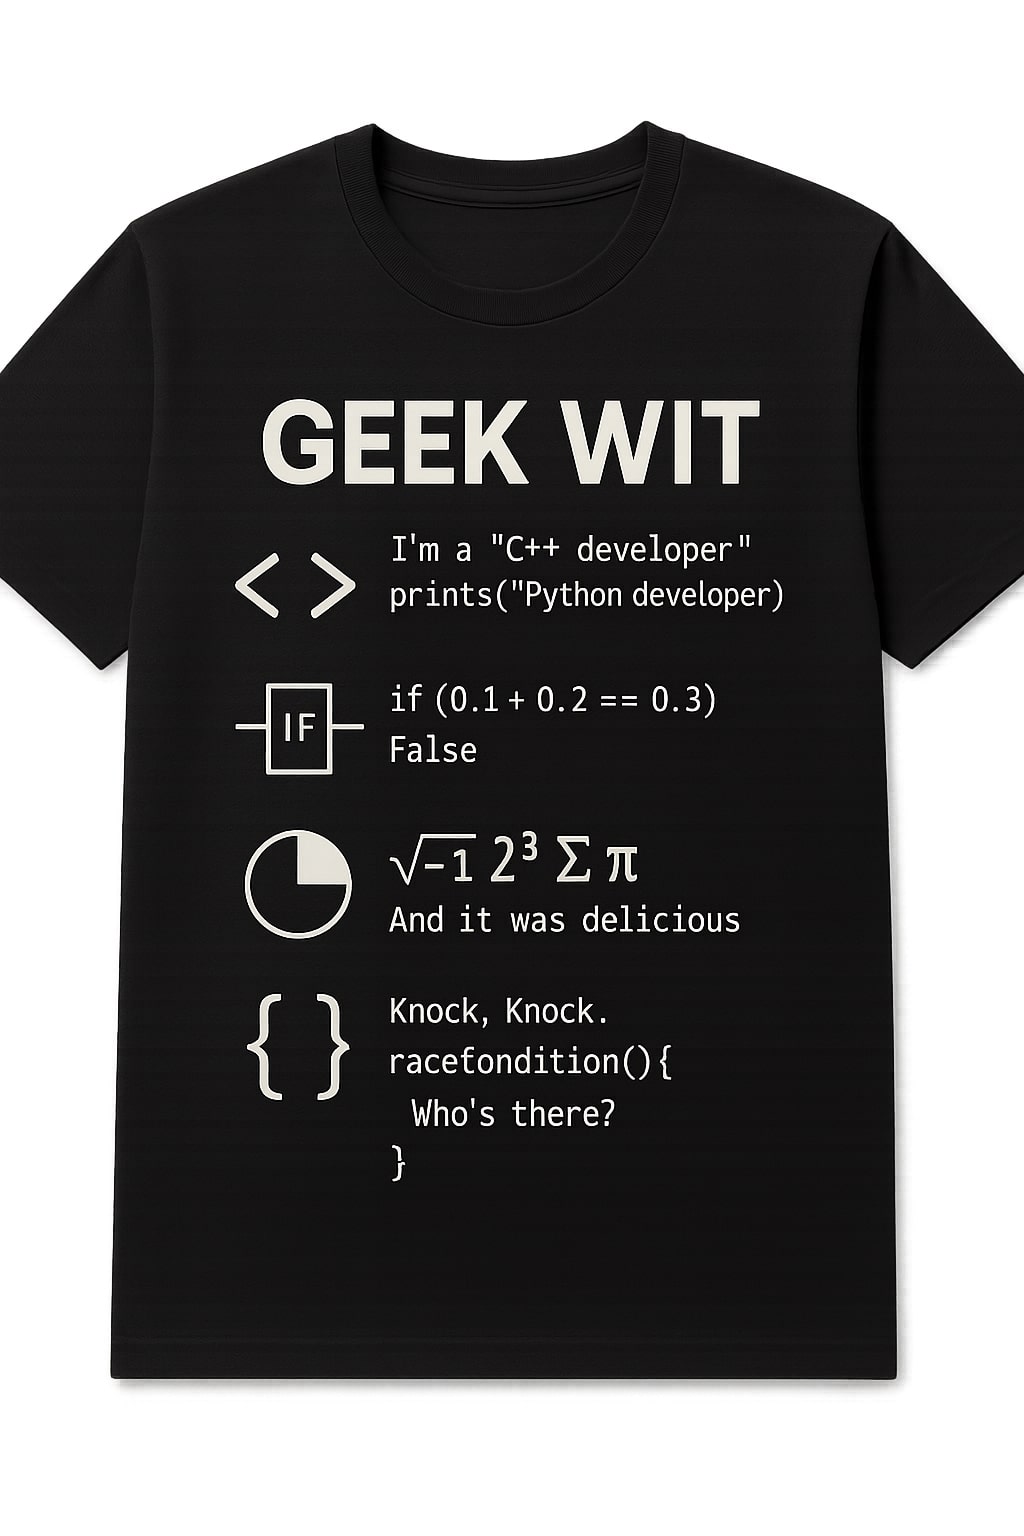 GEEK WIT
I'm a "C++ developer"
prints("Python developer)
IF
if (0.1 + 0.2 == 0.3)
False
√-1 2³ Σ π
And it was delicious
{ }
Knock, Knock.
racefondition(){
Who's there?
}